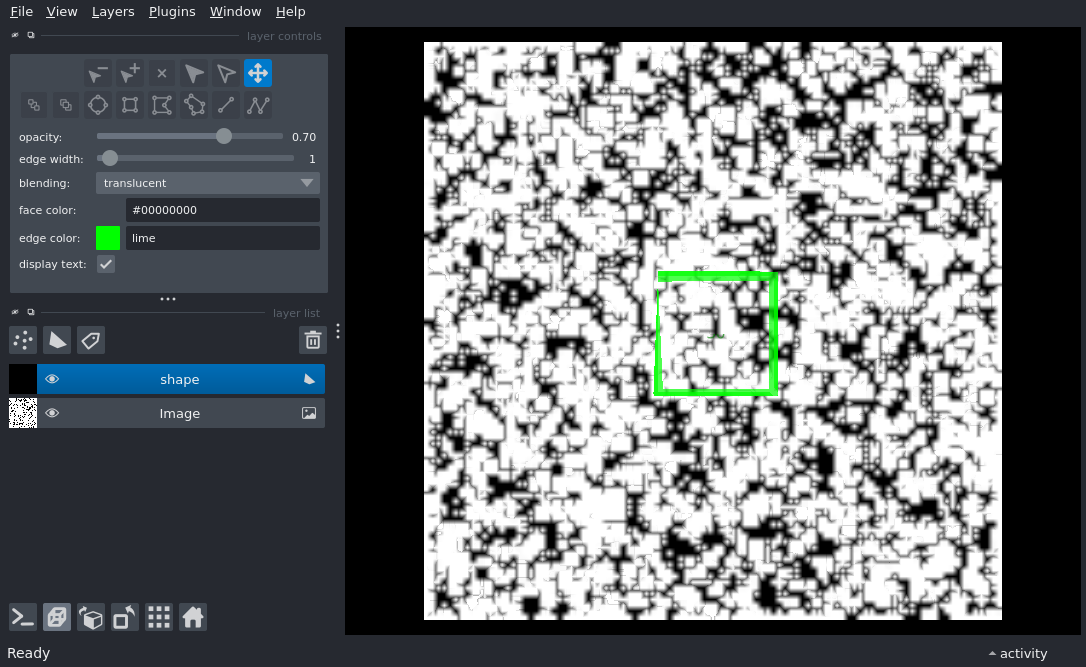 File View Layers Plugins Window Help
layer controls
opacity: 0.70
edge width: 1
blending: translucent
face color: #00000000
edge color: lime
display text:
layer list
shape
Image
Ready
activity